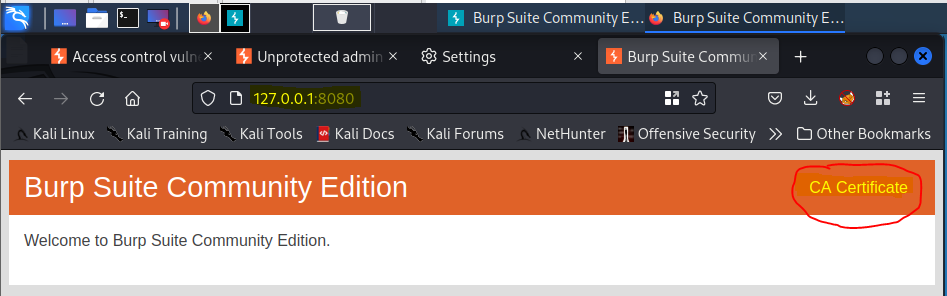 Burp Suite Community E... Burp Suite Community E...
Access control vuln Unprotected admin Settings Burp Suite Commun
127.0.0.1:8080
Kali Linux Kali Training Kali Tools Kali Docs Kali Forums NetHunter Offensive Security Other Bookmarks
Burp Suite Community Edition CA Certificate
Welcome to Burp Suite Community Edition.